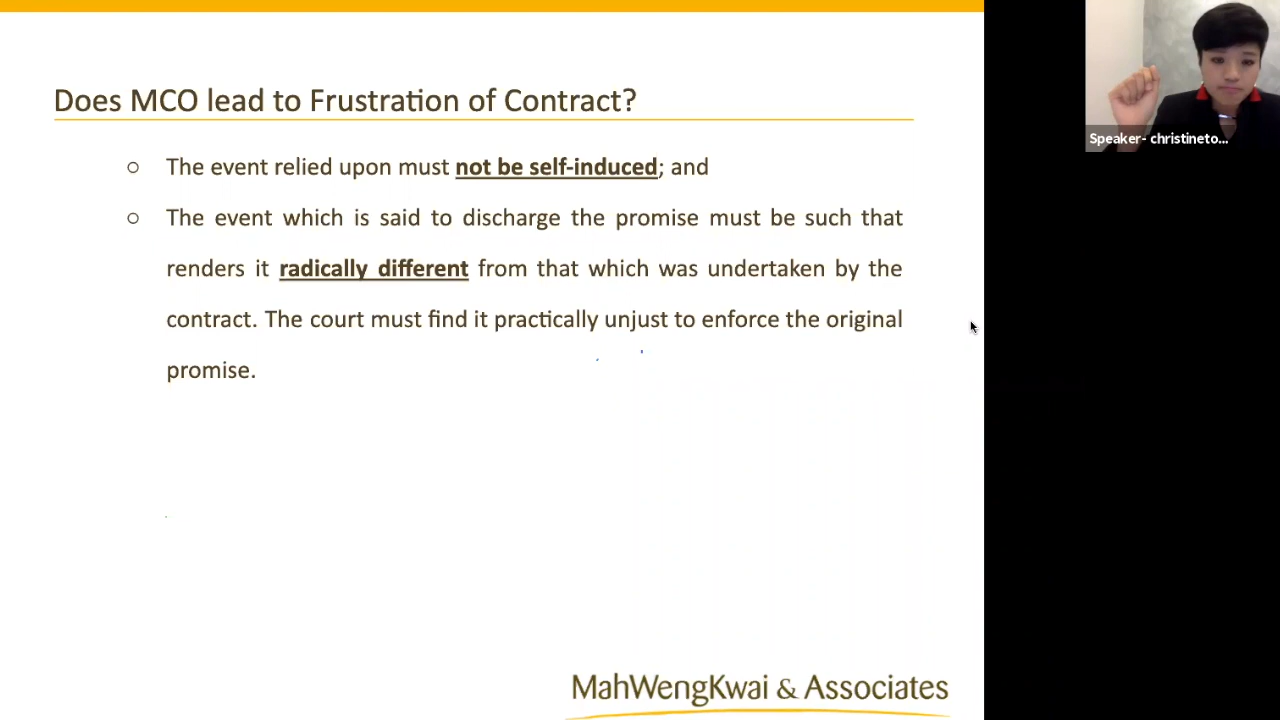 Does MCO lead to Frustration of Contract?
The event relied upon must not be self-induced; and
The event which is said to discharge the promise must be such that
renders it radically different from that which was undertaken by the
contract. The court must find it practically unjust to enforce the original
promise.
MahWengKwai & Associates
Speaker- christineto...